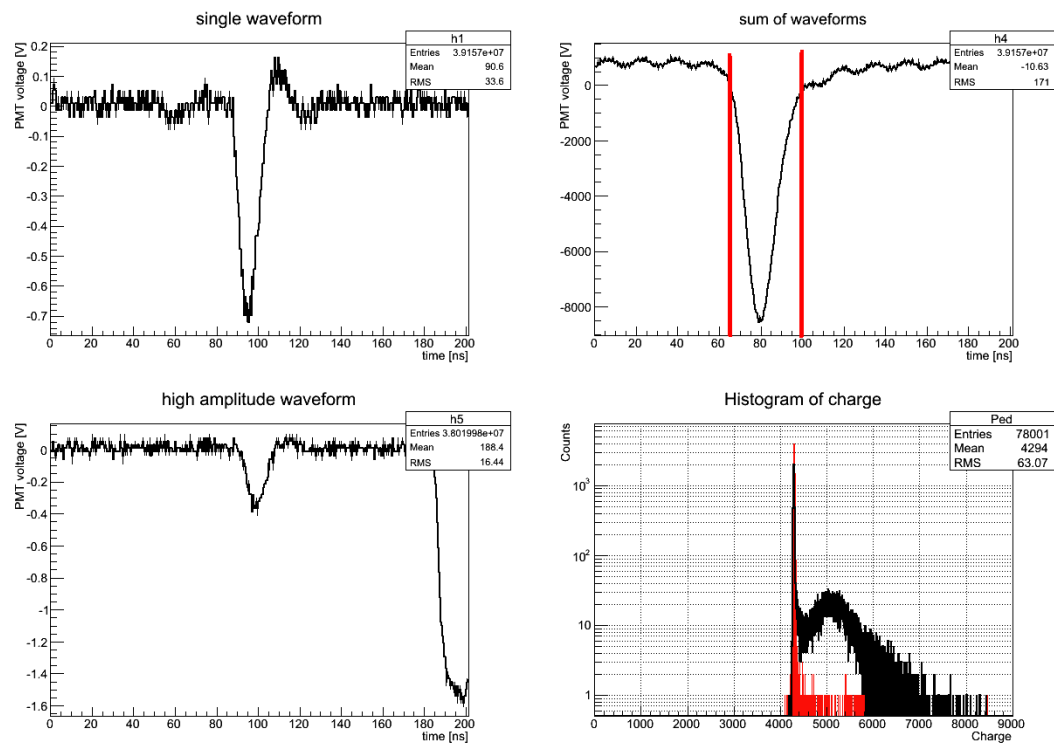 single waveform
h1
Entries 3.9157e+07
Mean 90.6
RMS 33.6
PMT voltage [V]
0.2
0.1
0
-0.1
-0.2
-0.3
-0.4
-0.5
-0.6
-0.7
0 20 40 60 80 100 120 140 160 180 200
time [ns]
sum of waveforms
h4
Entries 3.9157e+07
Mean -10.63
RMS 171
PMT voltage [V]
0
-2000
-4000
-6000
-8000
0 20 40 60 80 100 120 140 160 180 200
time [ns]
high amplitude waveform
h5
Entries 3.801998e+07
Mean 188.4
RMS 16.44
PMT voltage [V]
0
-0.2
-0.4
-0.6
-0.8
-1
-1.2
-1.4
-1.6
0 20 40 60 80 100 120 140 160 180 200
time [ns]
Histogram of charge
Ped
Entries 78001
Mean 4294
RMS 63.07
Counts
10³
10²
10
1
0 1000 2000 3000 4000 5000 6000 7000 8000 9000
Charge